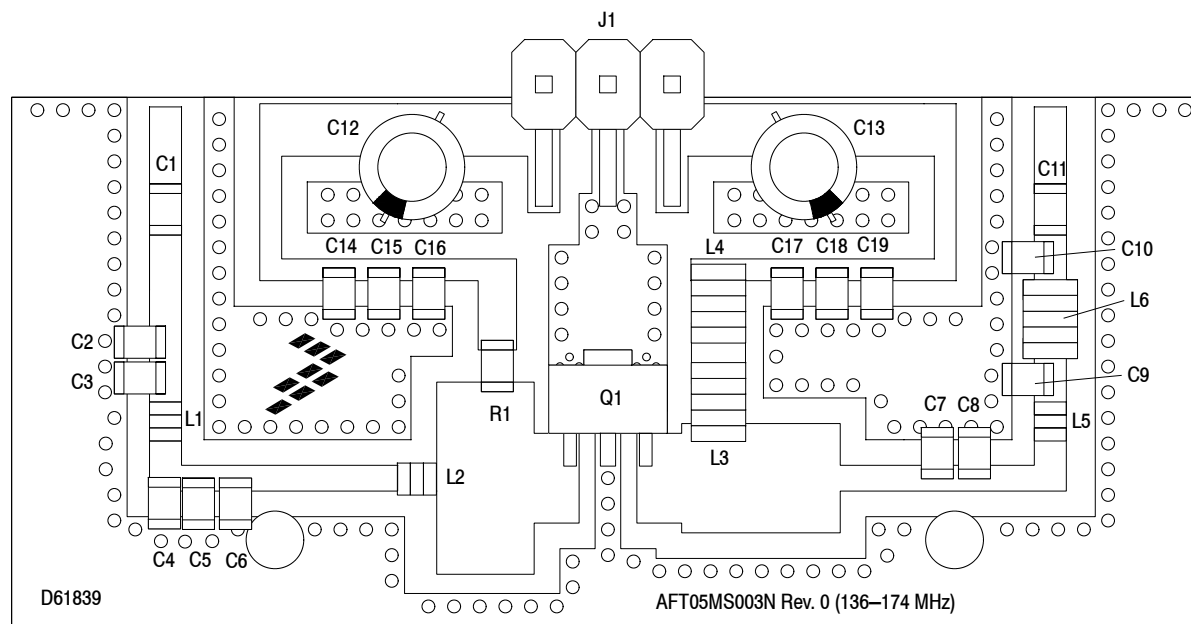 J1
C12
C13
C1
C11
C14
C15
C16
L4
C17
C18
C19
C10
L6
C2
C3
C9
R1
Q1
L1
C7
C8
L5
L2
L3
C4
C5
C6
D61839
AFT05MS003N Rev. 0 (136–174 MHz)